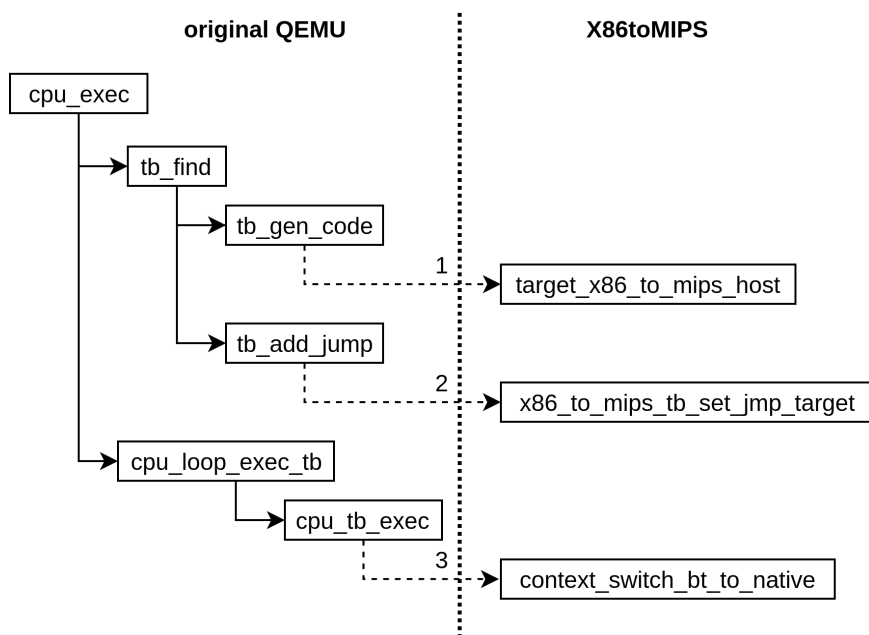 original QEMU
X86toMIPS
cpu_exec
tb_find
tb_gen_code
1
target_x86_to_mips_host
tb_add_jump
2
x86_to_mips_tb_set_jmp_target
cpu_loop_exec_tb
cpu_tb_exec
3
context_switch_bt_to_native